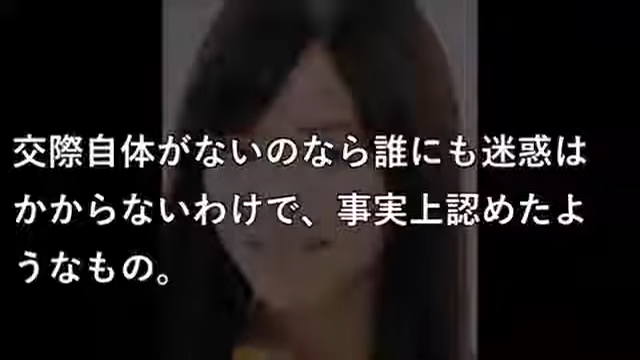 交際自体がないのなら誰にも迷惑は
かからないわけで、事実上認めたよ
うなもの。